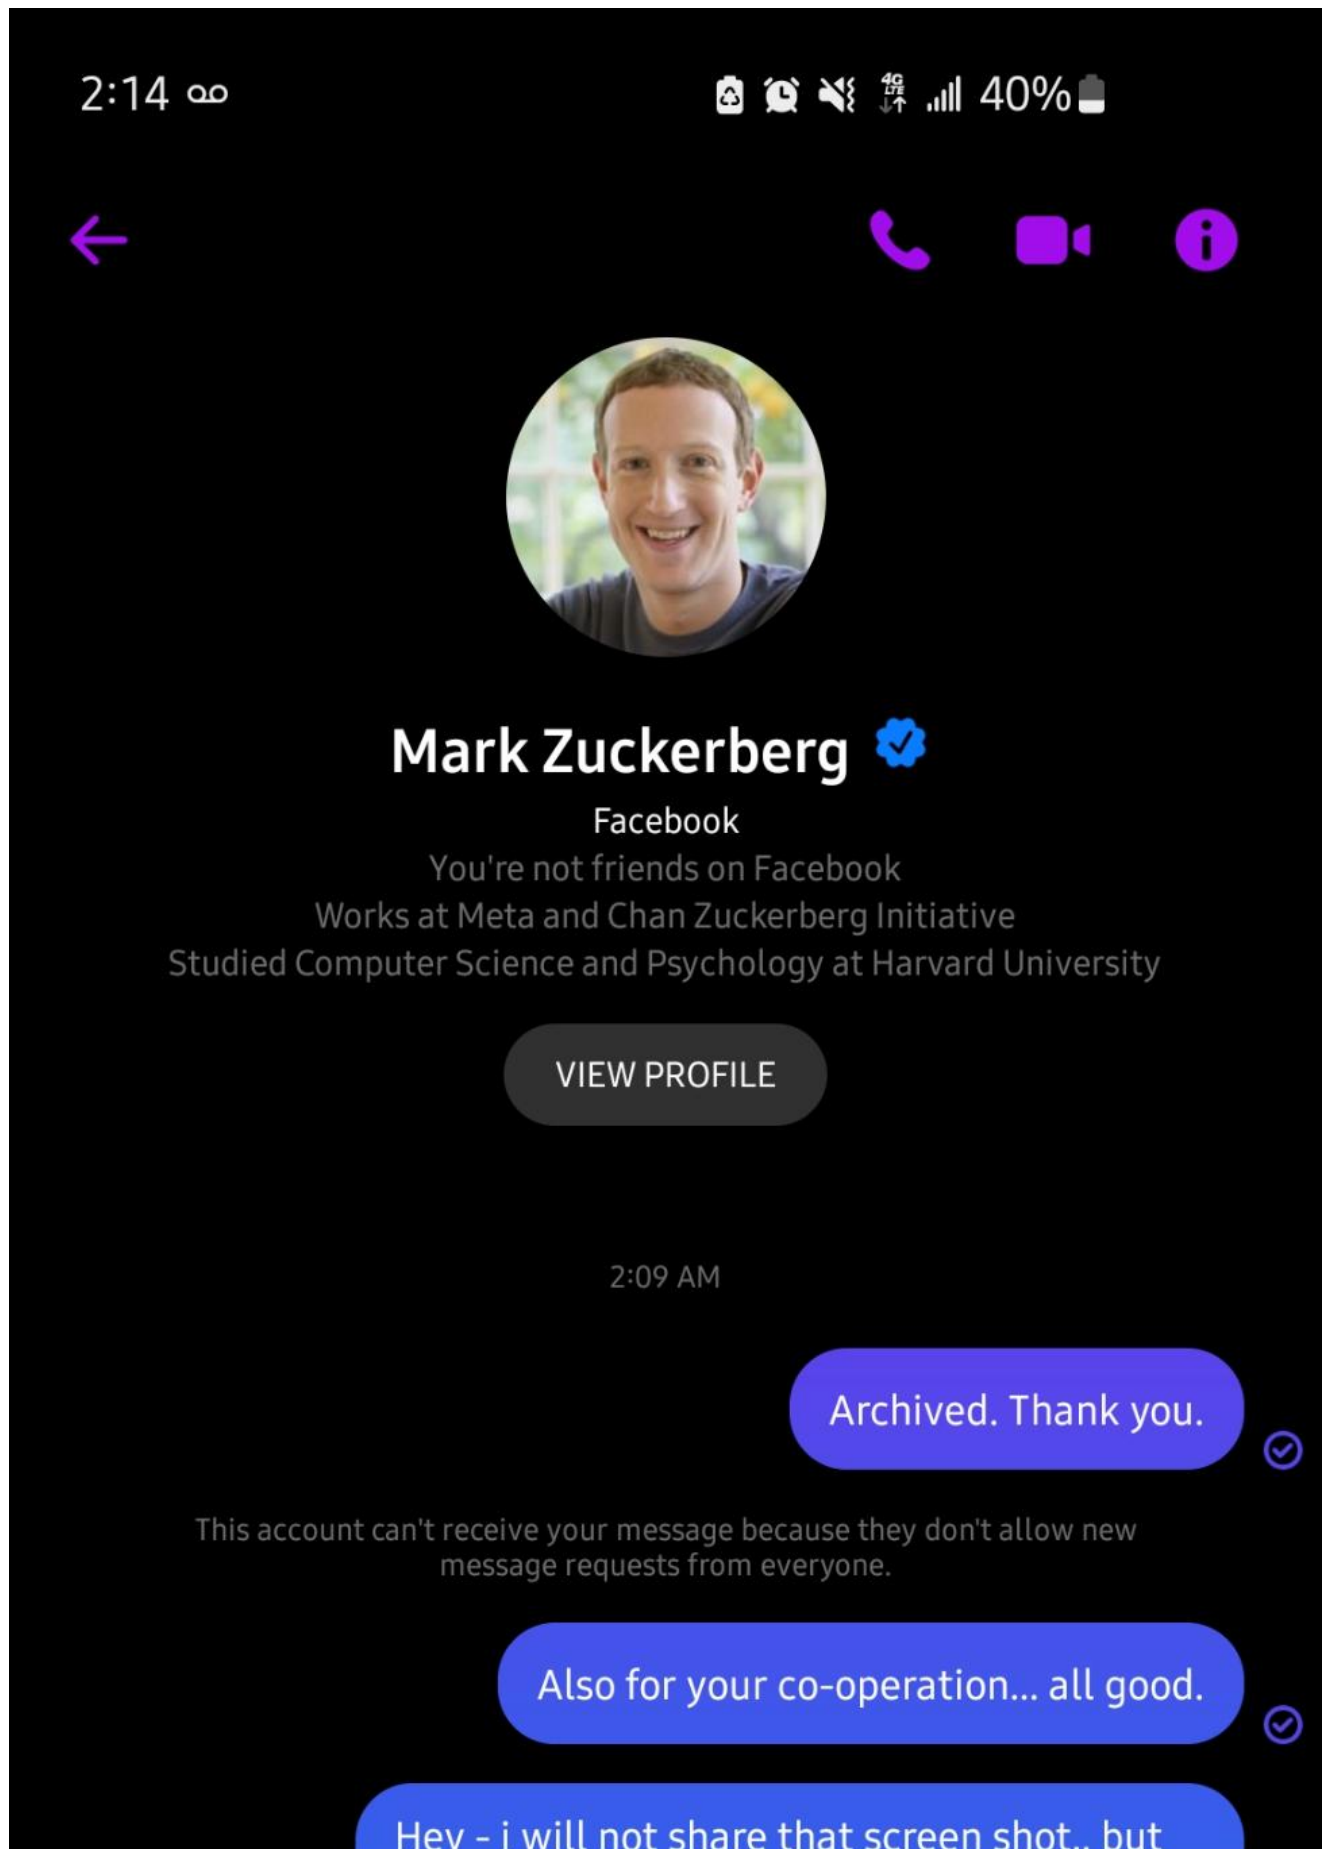 2:14
4G
LTE
40%
Mark Zuckerberg
Facebook
You're not friends on Facebook
Works at Meta and Chan Zuckerberg Initiative
Studied Computer Science and Psychology at Harvard University
VIEW PROFILE
2:09 AM
Archived. Thank you.
This account can't receive your message because they don't allow new
message requests from everyone.
Also for your co-operation... all good.
Hey - i will not share that screen shot.. but